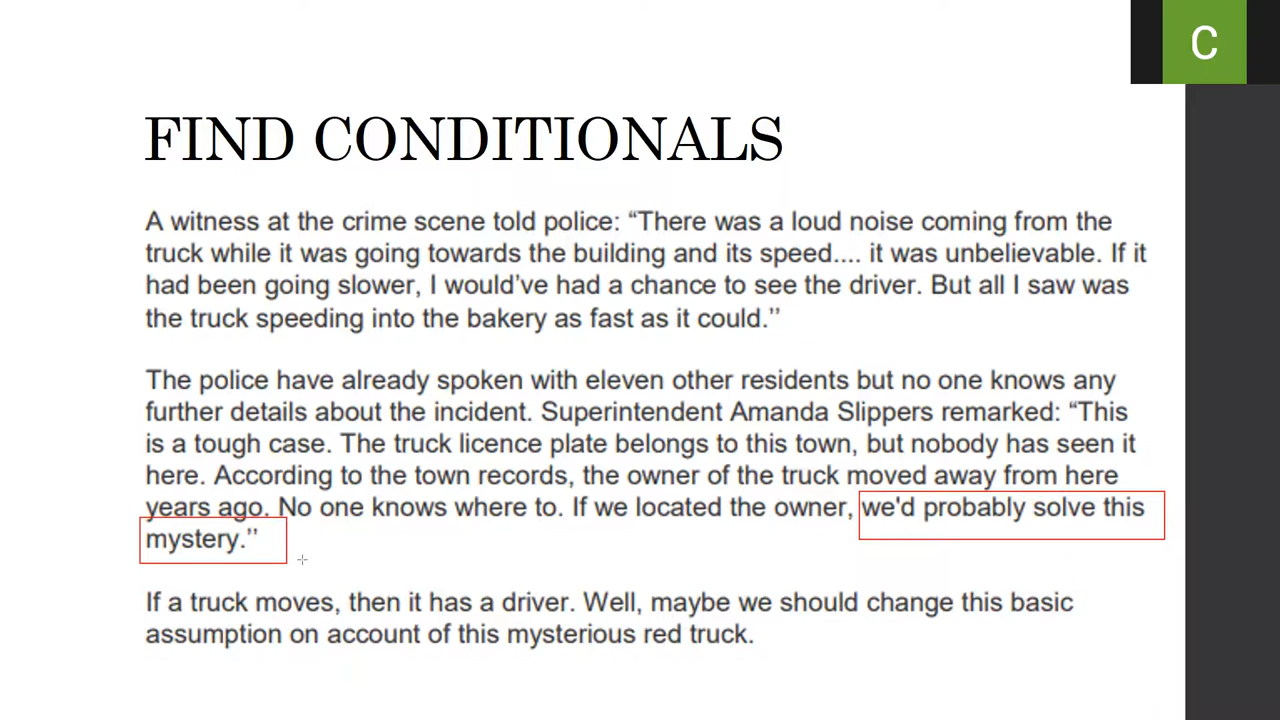 C
FIND CONDITIONALS
A witness at the crime scene told police: “There was a loud noise coming from the
truck while it was going towards the building and its speed.... it was unbelievable. If it
had been going slower, I would’ve had a chance to see the driver. But all I saw was
the truck speeding into the bakery as fast as it could.’’
The police have already spoken with eleven other residents but no one knows any
further details about the incident. Superintendent Amanda Slippers remarked: “This
is a tough case. The truck licence plate belongs to this town, but nobody has seen it
here. According to the town records, the owner of the truck moved away from here
years ago. No one knows where to. If we located the owner, we'd probably solve this
mystery.’’
If a truck moves, then it has a driver. Well, maybe we should change this basic
assumption on account of this mysterious red truck.